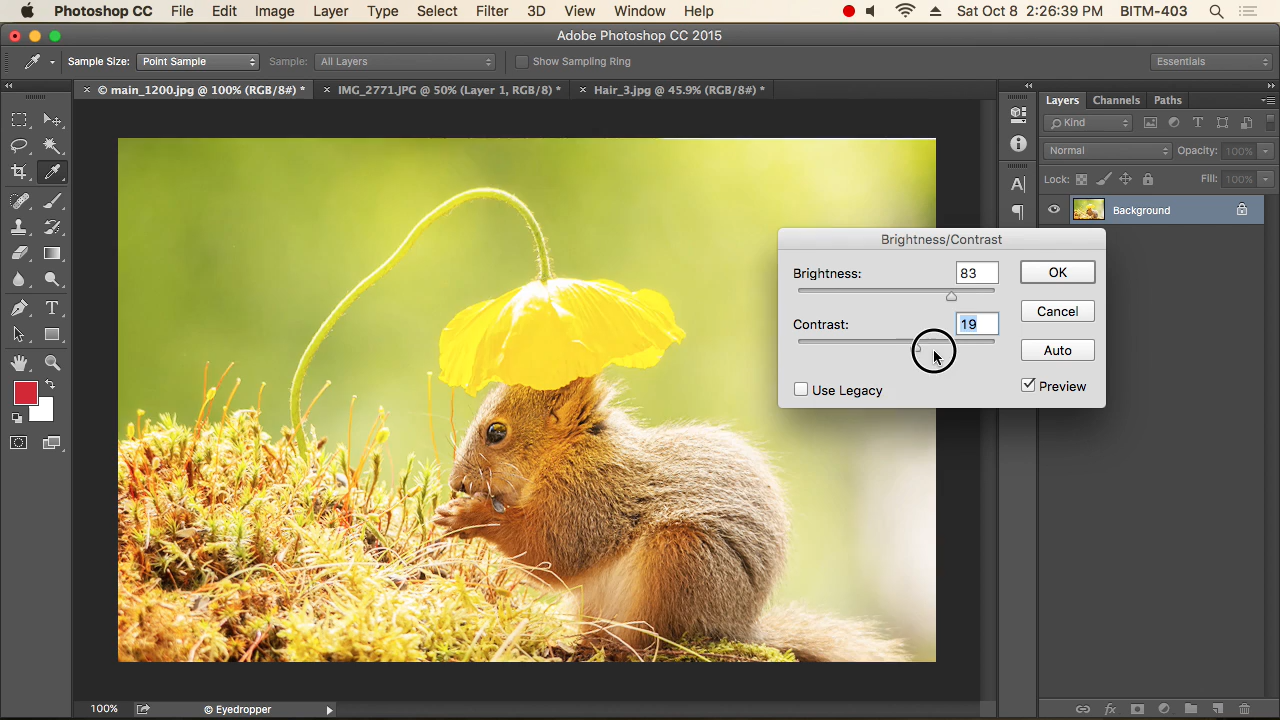 Photoshop CC File Edit Image Layer Type Select Filter 3D View Window Help Sat Oct 8 2:26:39 PM BITM-403
Adobe Photoshop CC 2015
Sample Size: Point Sample Sample: All Layers Show Sampling Ring Essentials
× © main_1200.jpg @ 100% (RGB/8#) * × IMG_2771.JPG @ 50% (Layer 1, RGB/8) * × Hair_3.jpg @ 45.9% (RGB/8#) *
Layers Channels Paths
Kind
Normal Opacity: 100%
Lock: Fill: 100%
Background
Brightness/Contrast
Brightness: 83 OK
Cancel
Contrast: 19
Auto
Use Legacy Preview
100% © Eyedropper